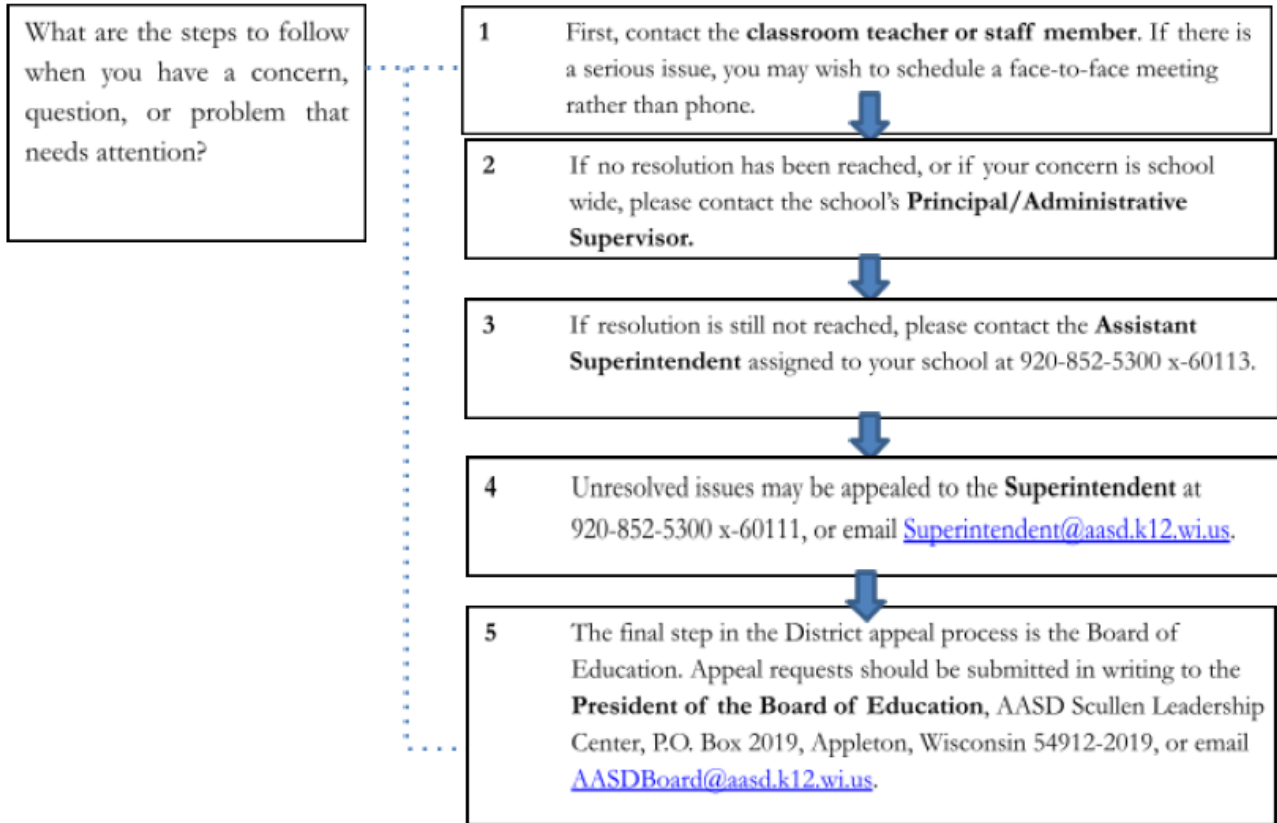 What are the steps to follow
when you have a concern,
question, or problem that
needs attention?
1 First, contact the classroom teacher or staff member. If there is
a serious issue, you may wish to schedule a face-to-face meeting
rather than phone.
2 If no resolution has been reached, or if your concern is school
wide, please contact the school’s Principal/Administrative
Supervisor.
3 If resolution is still not reached, please contact the Assistant
Superintendent assigned to your school at 920-852-5300 x-60113.
4 Unresolved issues may be appealed to the Superintendent at
920-852-5300 x-60111, or email Superintendent@aasd.k12.wi.us.
5 The final step in the District appeal process is the Board of
Education. Appeal requests should be submitted in writing to the
President of the Board of Education, AASD Scullen Leadership
Center, P.O. Box 2019, Appleton, Wisconsin 54912-2019, or email
AASDBoard@aasd.k12.wi.us.